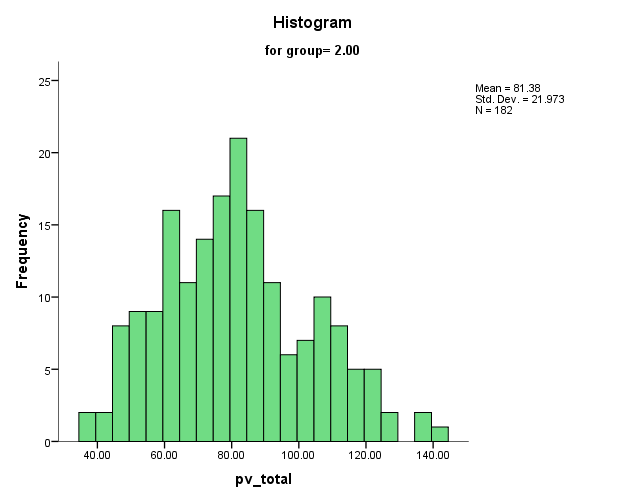 Histogram
for group= 2.00
Mean = 81.38
Std. Dev. = 21.973
N = 182
Frequency
25
20
15
10
5
0
40.00 60.00 80.00 100.00 120.00 140.00
pv_total